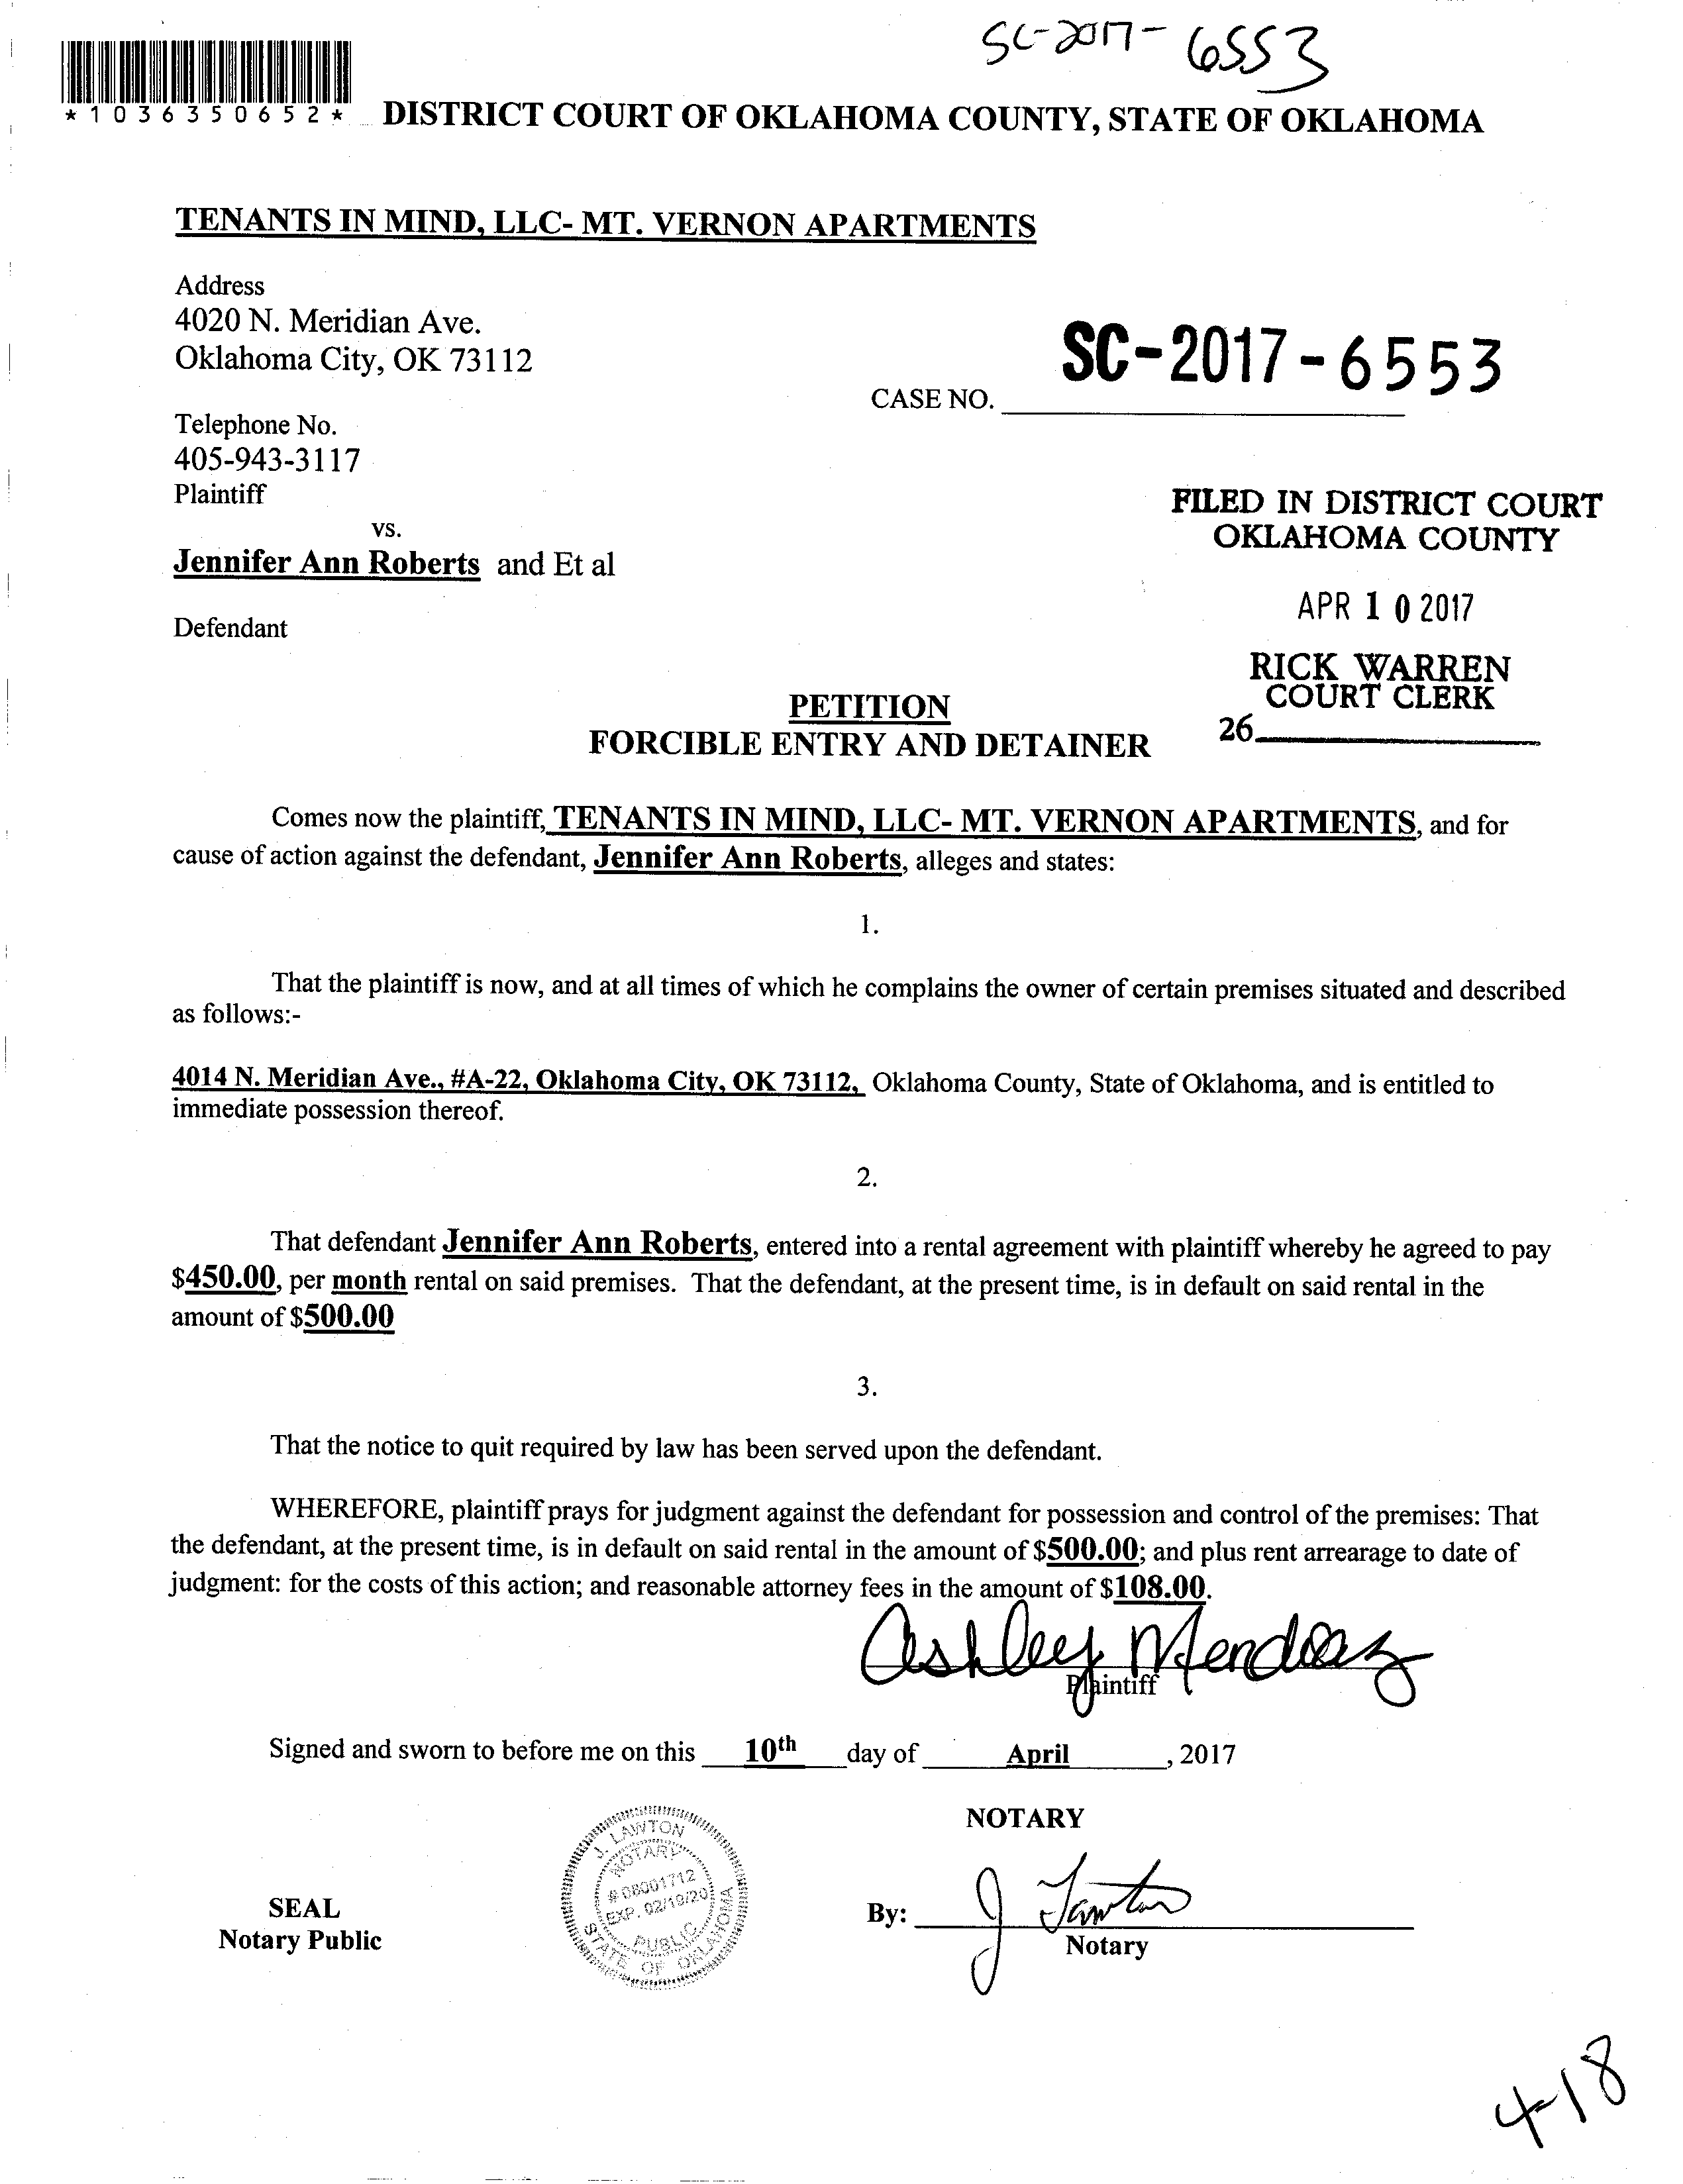 SC-2017-6553
*1036350652*
DISTRICT COURT OF OKLAHOMA COUNTY, STATE OF OKLAHOMA
TENANTS IN MIND, LLC- MT. VERNON APARTMENTS
Address
4020 N. Meridian Ave.
Oklahoma City, OK 73112
SC-2017-6553
CASE NO.
Telephone No.
405-943-3117
Plaintiff
vs.
Jennifer Ann Roberts and Et al
Defendant
FILED IN DISTRICT COURT
OKLAHOMA COUNTY
APR 10 2017
RICK WARREN
COURT CLERK
26
PETITION
FORCIBLE ENTRY AND DETAINER
Comes now the plaintiff, TENANTS IN MIND, LLC- MT. VERNON APARTMENTS, and for
cause of action against the defendant, Jennifer Ann Roberts, alleges and states:
1.
That the plaintiff is now, and at all times of which he complains the owner of certain premises situated and described
as follows:-
4014 N. Meridian Ave., #A-22, Oklahoma City, OK 73112, Oklahoma County, State of Oklahoma, and is entitled to
immediate possession thereof.
2.
That defendant Jennifer Ann Roberts, entered into a rental agreement with plaintiff whereby he agreed to pay
$450.00, per month rental on said premises. That the defendant, at the present time, is in default on said rental in the
amount of $500.00
3.
That the notice to quit required by law has been served upon the defendant.
WHEREFORE, plaintiff prays for judgment against the defendant for possession and control of the premises: That
the defendant, at the present time, is in default on said rental in the amount of $500.00; and plus rent arrearage to date of
judgment: for the costs of this action; and reasonable attorney fees in the amount of $108.00.
Ashley Mendoza
Plaintiff
Signed and sworn to before me on this 10th day of April, 2017
NOTARY
J. LAWTON
NOTARY
# 08001712
EXP. 02/19/20
PUBLIC
STATE OF OKLAHOMA
SEAL
Notary Public
By: J Lawton
Notary
4-18